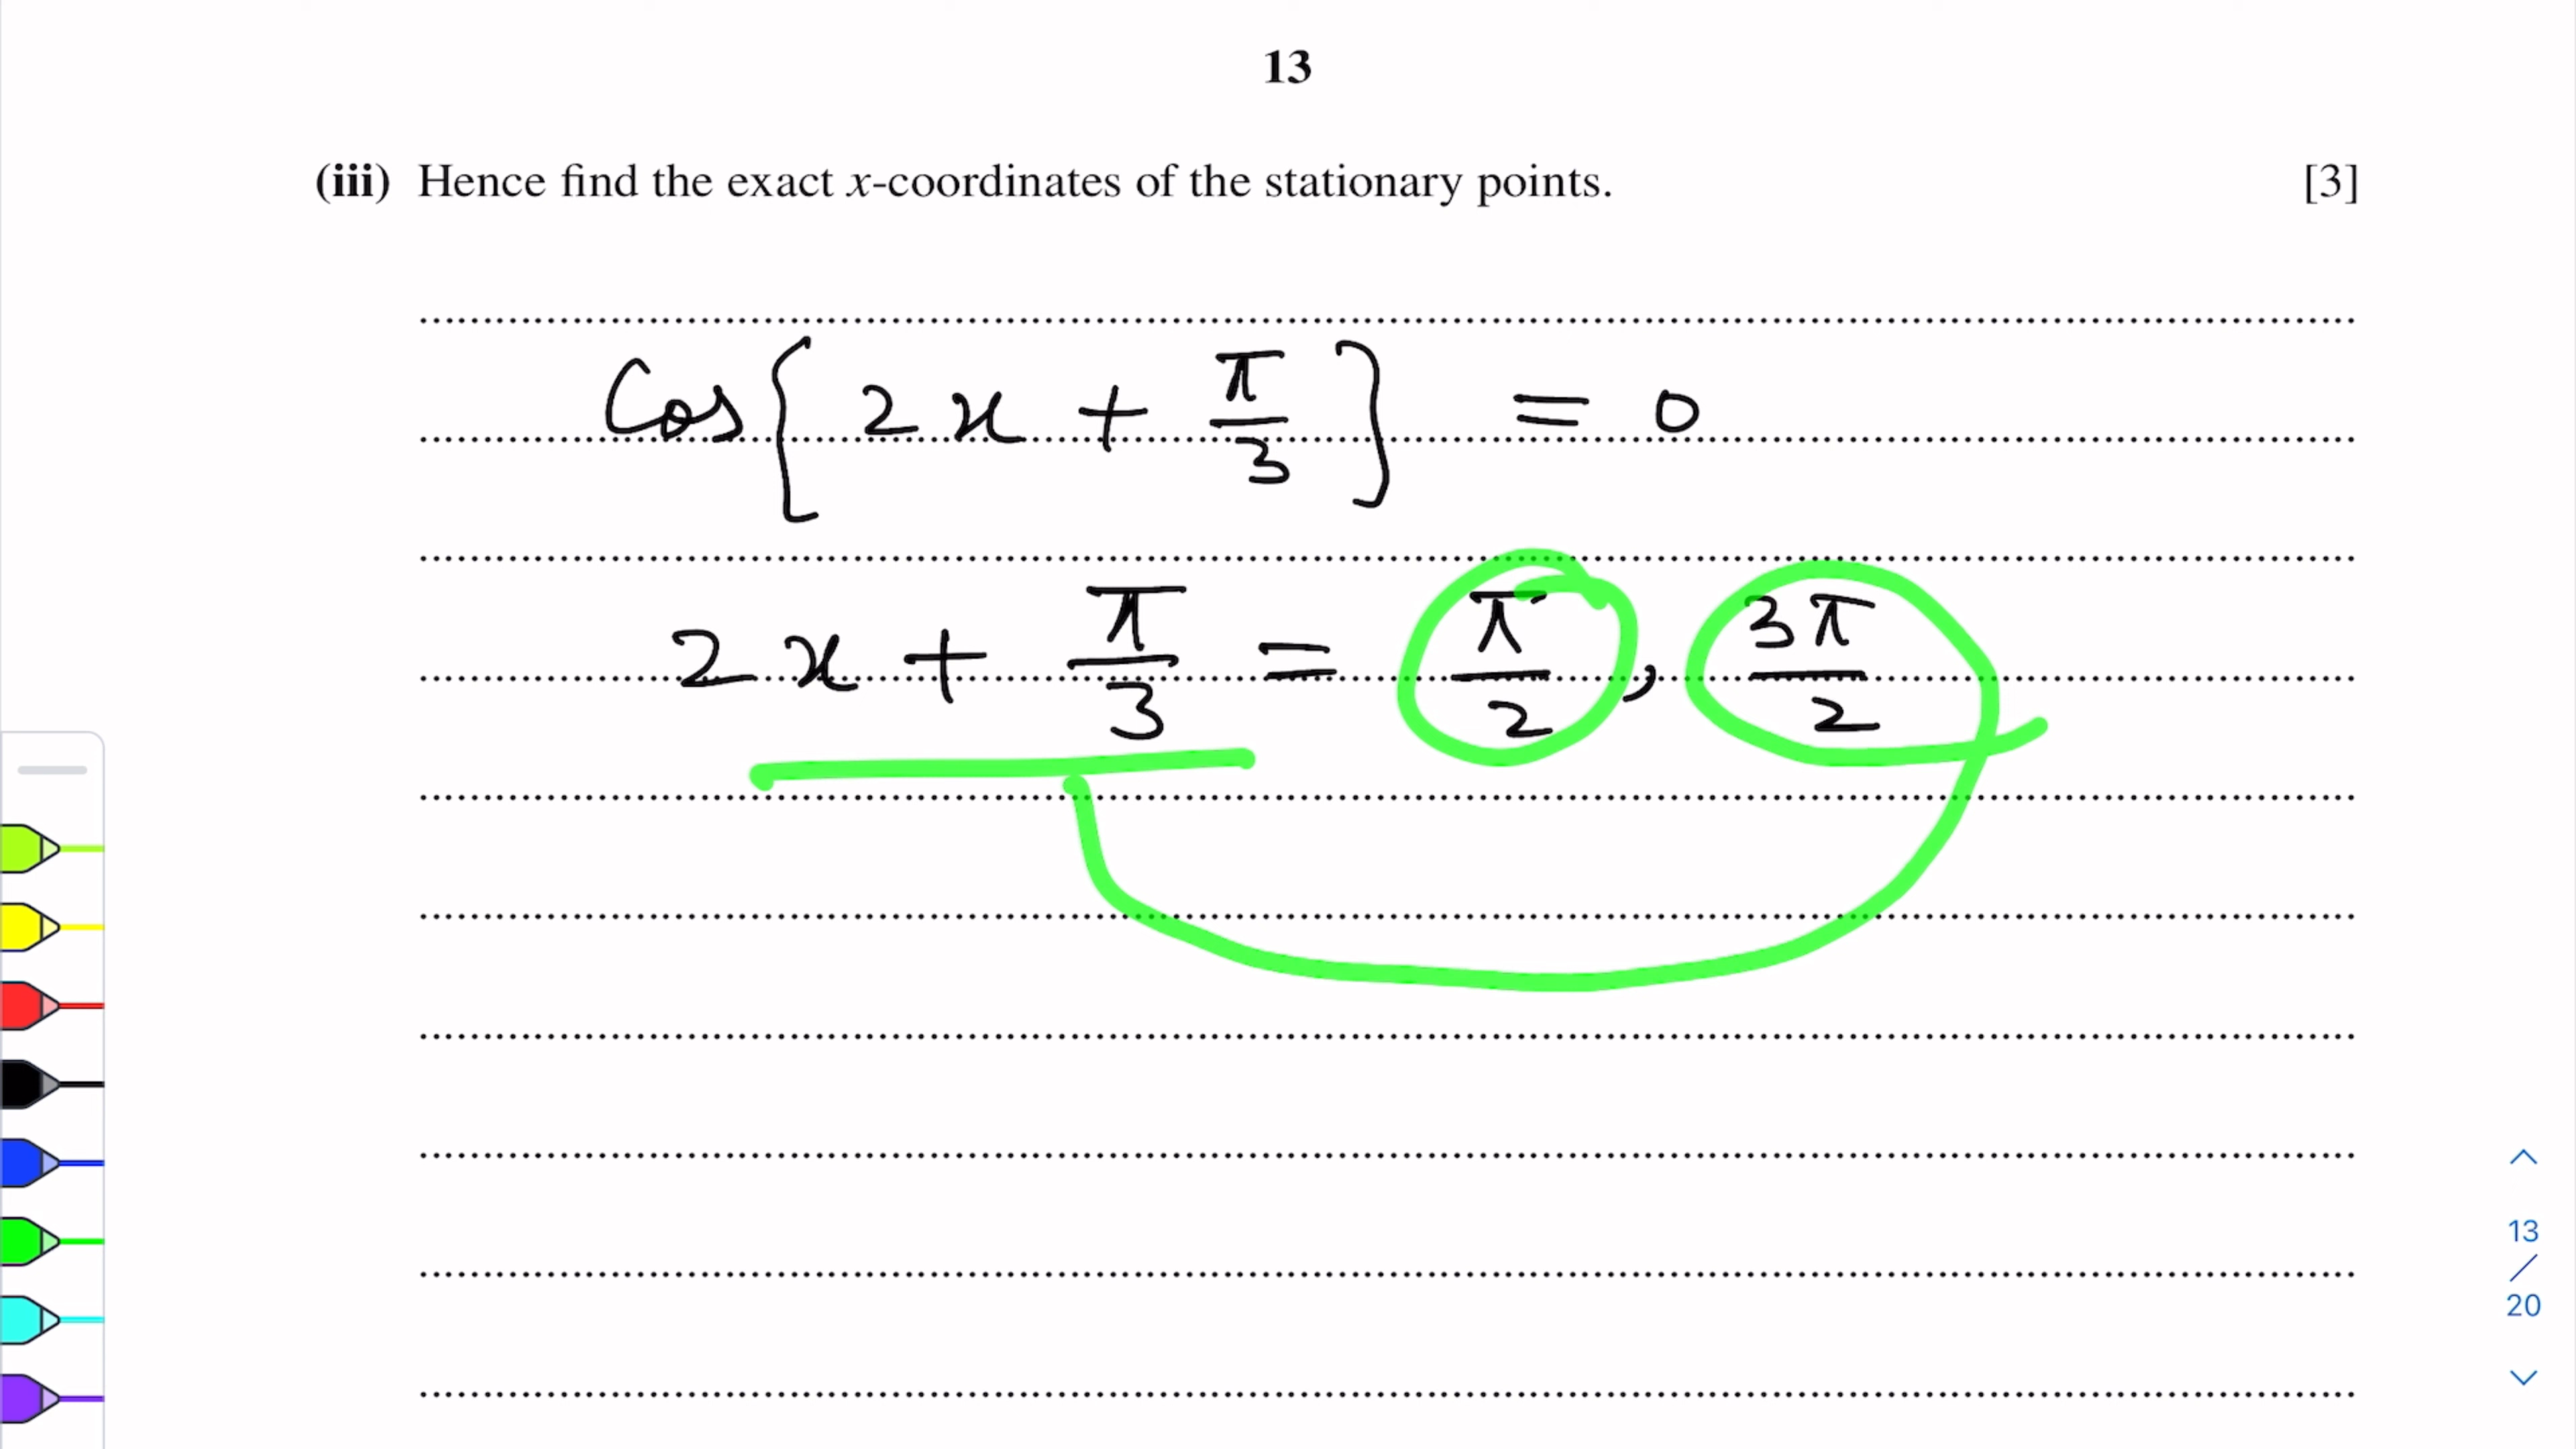 13
(iii) Hence find the exact x-coordinates of the stationary points. [3]
Cos{2x + π/3} = 0
2x + π/3 = π/2, 3π/2
13
/
20